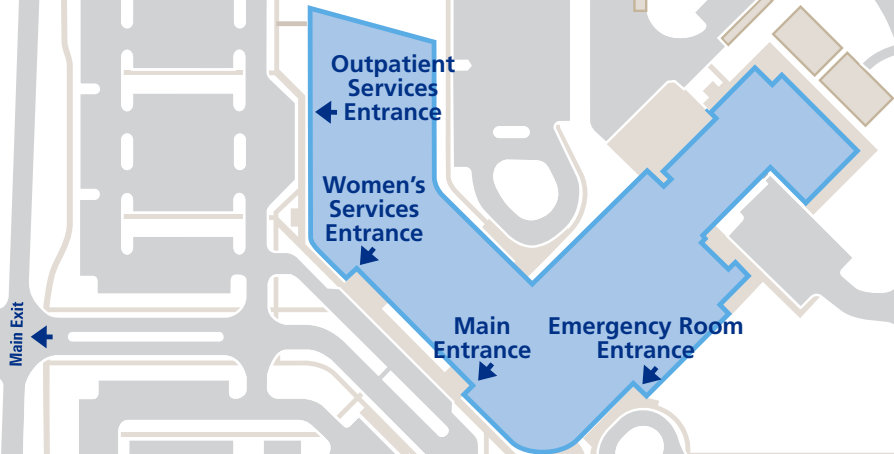 Outpatient
Services
Entrance
Women's
Services
Entrance
Main
Entrance
Emergency Room
Entrance
Main Exit